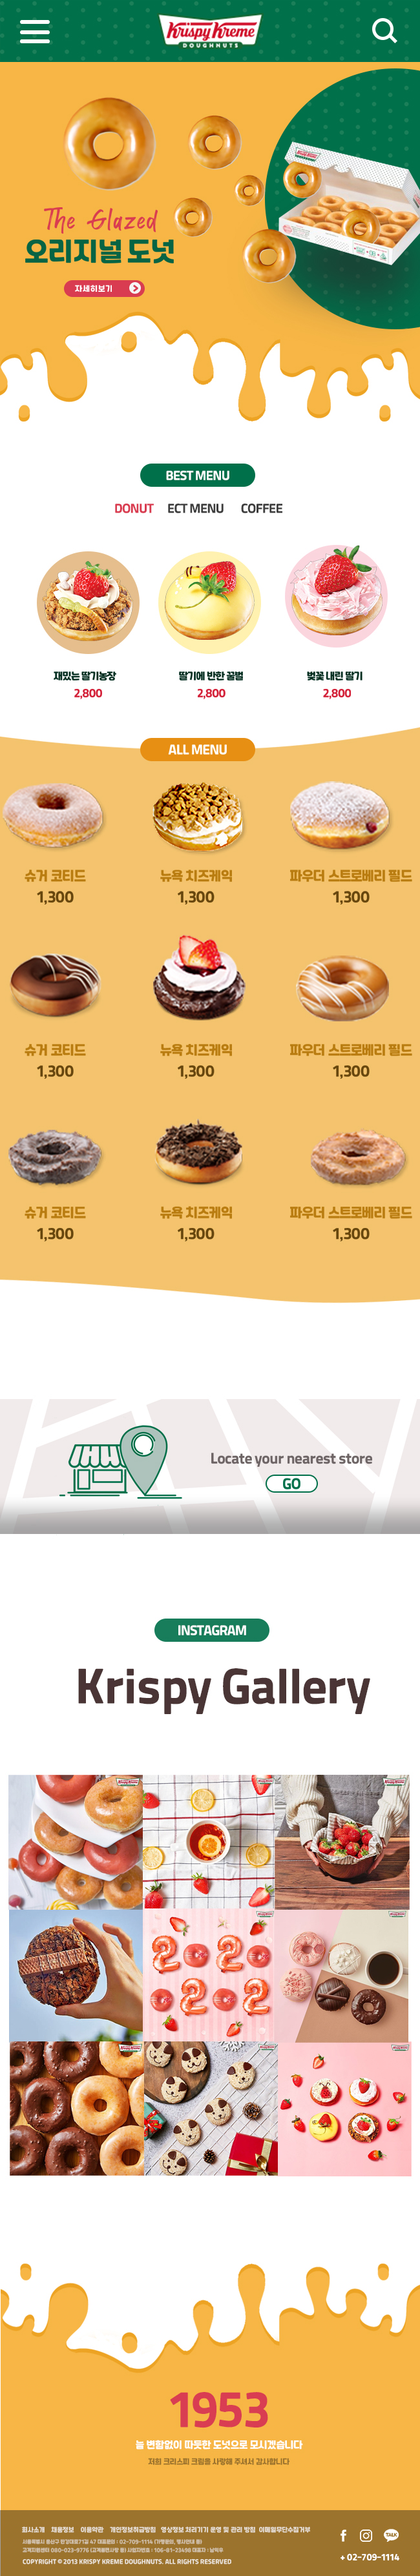 Krispy Kreme
DOUGHNUTS
The Glazed
오리지널 도넛
자세히보기
BEST MENU
DONUT ECT MENU COFFEE
재밌는 딸기농장 딸기에 반한 꿀벌 벚꽃 내린 딸기
2,800 2,800 2,800
ALL MENU
슈거 코티드 뉴욕 치즈케익 파우더 스트로베리 필드
1,300 1,300 1,300
슈거 코티드 뉴욕 치즈케익 파우더 스트로베리 필드
1,300 1,300 1,300
슈거 코티드 뉴욕 치즈케익 파우더 스트로베리 필드
1,300 1,300 1,300
Locate your nearest store
GO
INSTAGRAM
Krispy Gallery
2022
1953
늘 변함없이 따뜻한 도넛으로 모시겠습니다
저희 크리스피 크림을 사랑해 주셔서 감사합니다
회사소개 채용정보 이용약관 개인정보취급방침 영상정보 처리기기 운영 및 관리 방침 이메일무단수집거부
TALK
+ 02-709-1114
COPYRIGHT © 2013 KRISPY KREME DOUGHNUTS. ALL RIGHTS RESERVED